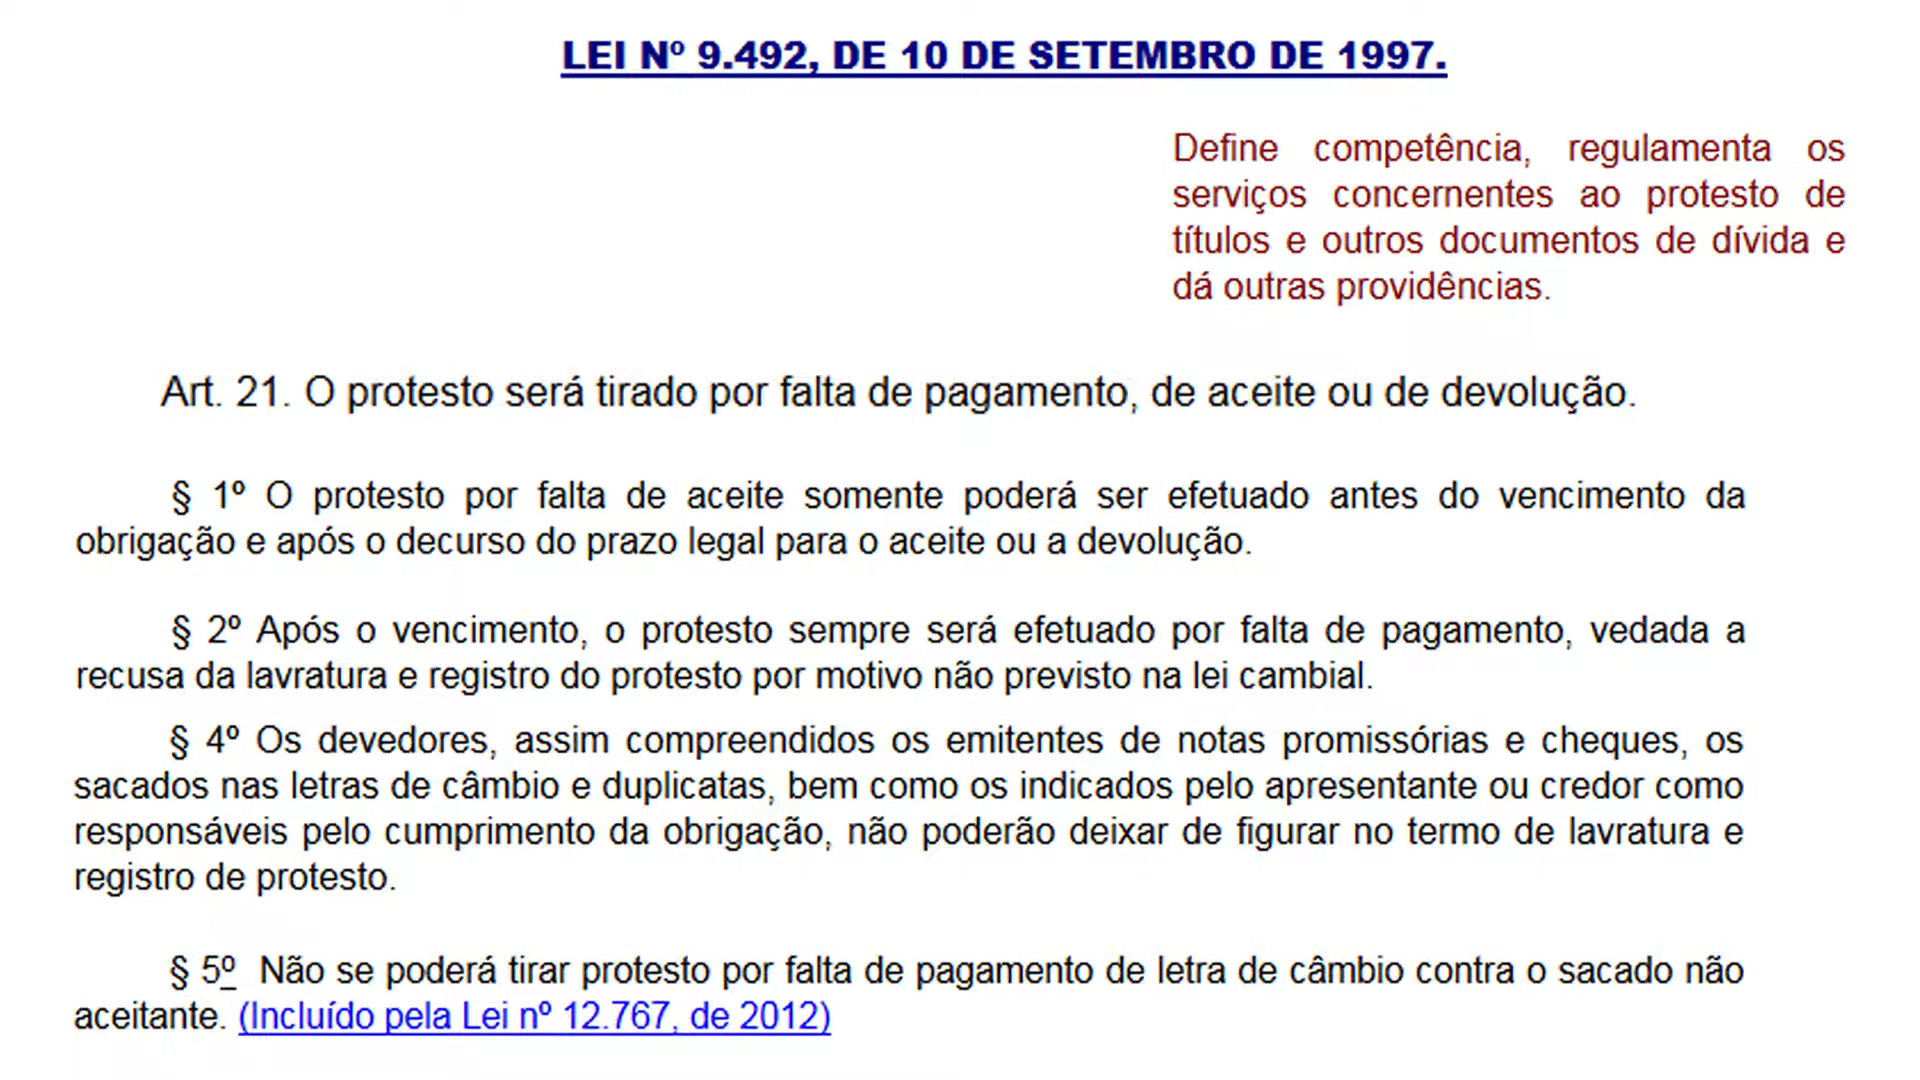 LEI Nº 9.492, DE 10 DE SETEMBRO DE 1997.
Define competência, regulamenta os
serviços concernentes ao protesto de
títulos e outros documentos de dívida e
dá outras providências.
Art. 21. O protesto será tirado por falta de pagamento, de aceite ou de devolução.
§ 1º O protesto por falta de aceite somente poderá ser efetuado antes do vencimento da
obrigação e após o decurso do prazo legal para o aceite ou a devolução.
§ 2º Após o vencimento, o protesto sempre será efetuado por falta de pagamento, vedada a
recusa da lavratura e registro do protesto por motivo não previsto na lei cambial.
§ 4º Os devedores, assim compreendidos os emitentes de notas promissórias e cheques, os
sacados nas letras de câmbio e duplicatas, bem como os indicados pelo apresentante ou credor como
responsáveis pelo cumprimento da obrigação, não poderão deixar de figurar no termo de lavratura e
registro de protesto.
§ 5º Não se poderá tirar protesto por falta de pagamento de letra de câmbio contra o sacado não
aceitante. (Incluído pela Lei nº 12.767, de 2012)